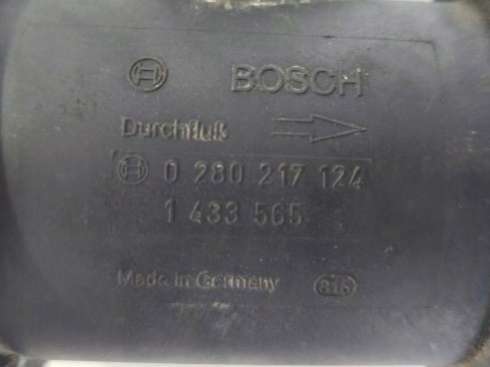 BOSCH
Durchfluß
0 280 217 124
1 433 565
Made in Germany